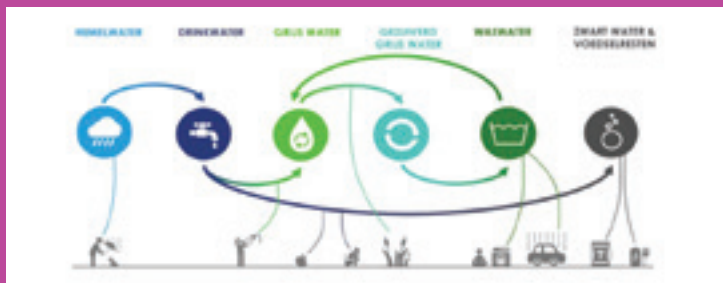 HEMELWATER
DRINKWATER
GRIJS WATER
GEZUIVERD
GRIJS WATER
WASWATER
ZWART WATER &
VOEDSELRESTEN